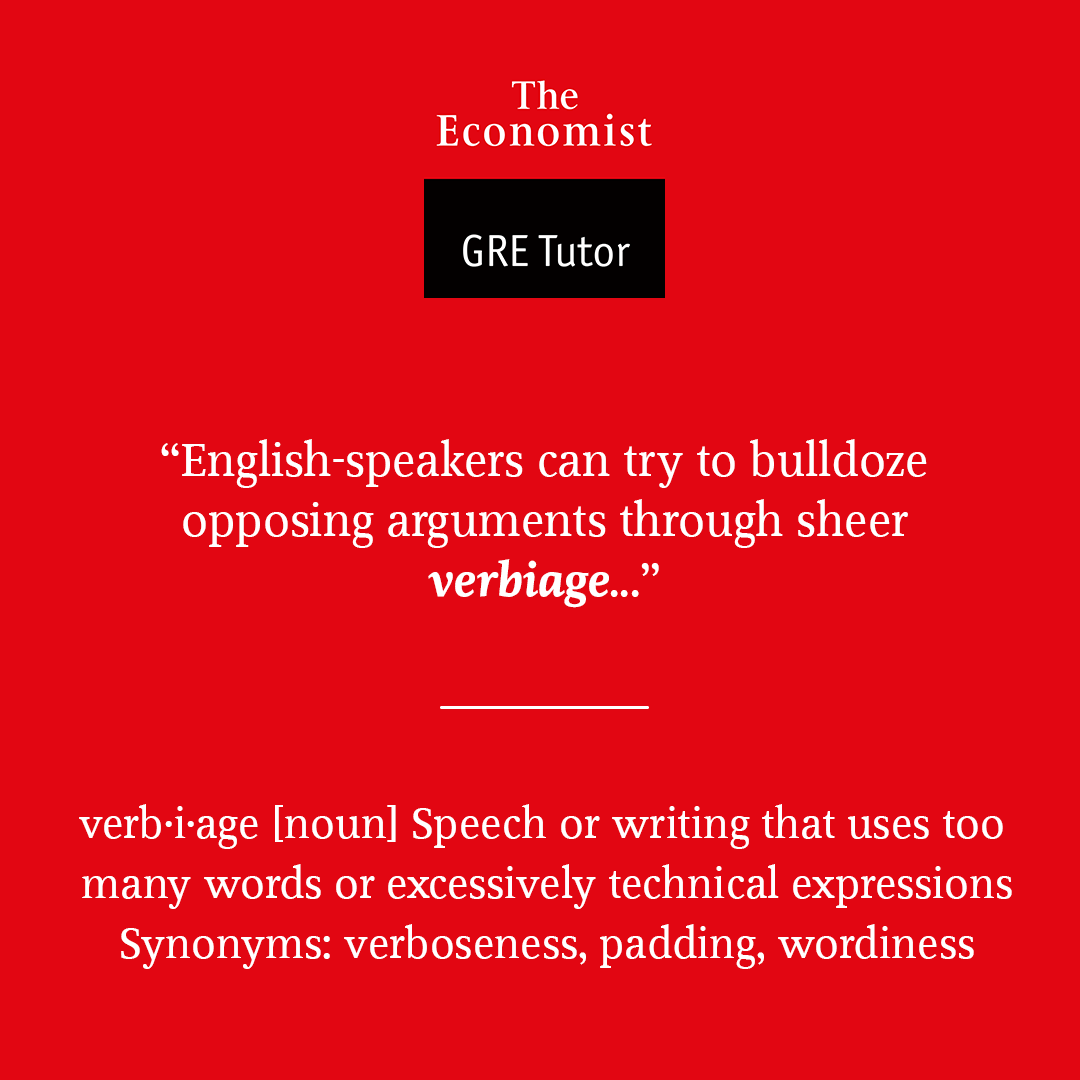 The
Economist
GRE Tutor
“English-speakers can try to bulldoze
opposing arguments through sheer
verbiage...”
verb·i·age [noun] Speech or writing that uses too
many words or excessively technical expressions
Synonyms: verboseness, padding, wordiness